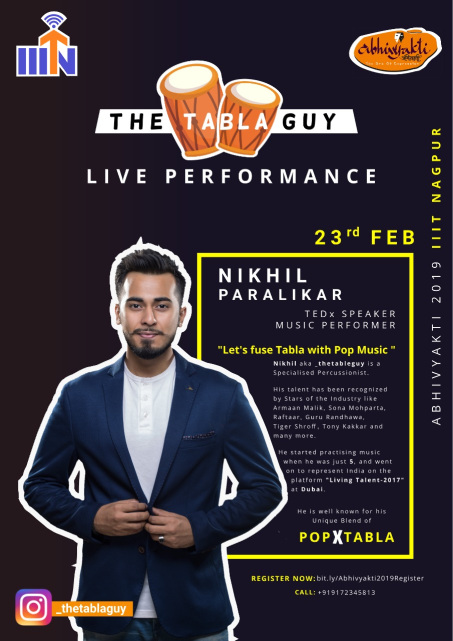 IIITN
abhivyakti
THE TABLA GUY
LIVE PERFORMANCE
23rd FEB
NIKHIL
PARALIKAR
TEDx SPEAKER
MUSIC PERFORMER
"Let's fuse Tabla with Pop Music "
Nikhil aka _thetableguy is a
Specialised Percussionist.
His talent has been recognized
by Stars of the Industry like
Armaan Malik, Sona Mohparta,
Raftaar, Guru Randhawa,
Tiger Shroff, Tony Kakkar and
many more.
He started practising music
when he was just 5, and went
on to represent India on the
platform "Living Talent-2017"
at Dubai.
He is well known for his
Unique Blend of
POPXTABLA
REGISTER NOW:bit.ly/Abhivyakti2019Register
CALL: +919172345813
_thetablaguy
ABHIVYAKTI 2019 IIIT NAGPUR